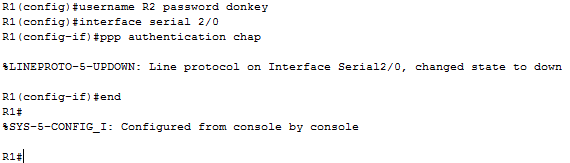 R1(config)#username R2 password donkey
R1(config)#interface serial 2/0
R1(config-if)#ppp authentication chap
%LINEPROTO-5-UPDOWN: Line protocol on Interface Serial2/0, changed state to down
R1(config-if)#end
R1#
%SYS-5-CONFIG_I: Configured from console by console
R1#